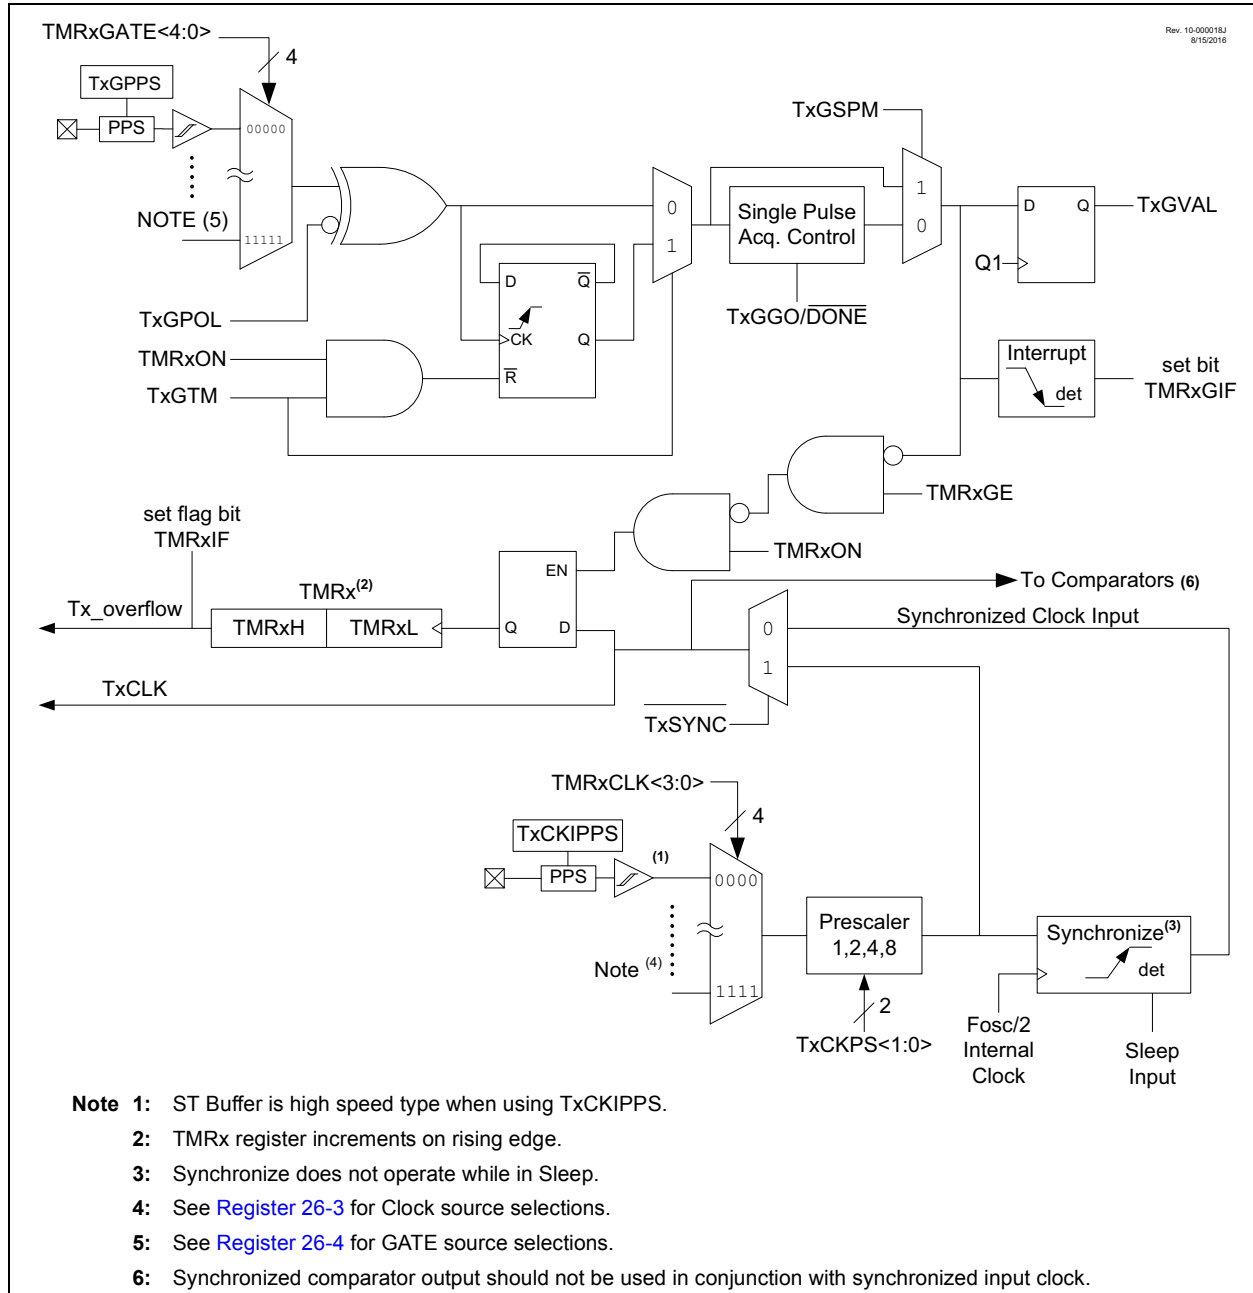 Rev. 10-000018J
8/15/2016
TMRxGATE<4:0>
4
TxGPPS
PPS
00000
NOTE (5)
11111
TxGPOL
TMRxON
TxGTM
D
Q
CK
Q
R
0
1
Single Pulse
Acq. Control
TxGGO/DONE
TxGSPM
1
0
D
Q
Q1
TxGVAL
Interrupt
det
set bit
TMRxGIF
TMRxGE
TMRxON
set flag bit
TMRxIF
Tx_overflow
TMRx(2)
TMRxH
TMRxL
EN
Q
D
TxCLK
To Comparators (6)
Synchronized Clock Input
0
1
TxSYNC
TMRxCLK<3:0>
4
TxCKIPPS
PPS
(1)
0000
Note (4)
1111
Prescaler
1,2,4,8
2
TxCKPS<1:0>
Synchronize(3)
det
Fosc/2
Internal
Clock
Sleep
Input
Note 1: ST Buffer is high speed type when using TxCKIPPS.
2: TMRx register increments on rising edge.
3: Synchronize does not operate while in Sleep.
4: See Register 26-3 for Clock source selections.
5: See Register 26-4 for GATE source selections.
6: Synchronized comparator output should not be used in conjunction with synchronized input clock.